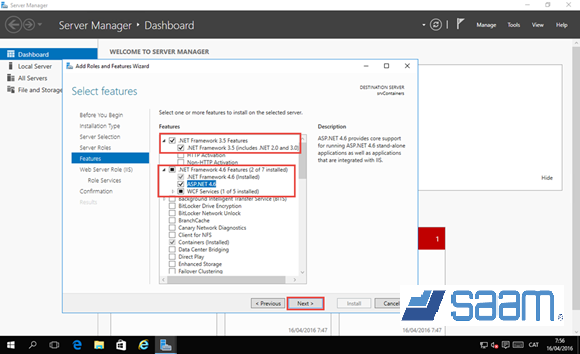 Server Manager
Server Manager • Dashboard
Manage Tools View Help
Dashboard
Local Server
All Servers
File and Storage
WELCOME TO SERVER MANAGER
Add Roles and Features Wizard
Select features
DESTINATION SERVER
srvContainers
Before You Begin
Installation Type
Server Selection
Server Roles
Features
Web Server Role (IIS)
Role Services
Confirmation
Results
Select one or more features to install on the selected server.
Features
.NET Framework 3.5 Features
.NET Framework 3.5 (includes .NET 2.0 and 3.0)
HTTP Activation
Non-HTTP Activation
.NET Framework 4.6 Features (2 of 7 installed)
.NET Framework 4.6 (Installed)
ASP.NET 4.6
WCF Services (1 of 5 installed)
Background Intelligent Transfer Service (BITS)
BitLocker Drive Encryption
BitLocker Network Unlock
BranchCache
Canary Network Diagnostics
Client for NFS
Containers (Installed)
Data Center Bridging
Direct Play
Enhanced Storage
Failover Clustering
Description
ASP.NET 4.6 provides core support
for running ASP.NET 4.6 stand-alone
applications as well as applications
that are integrated with IIS.
Hide
1
< Previous
Next >
Install
Cancel
saam
16/04/2016 7:47
16/04/2016 7:47
CAT
7:56
16/04/2016